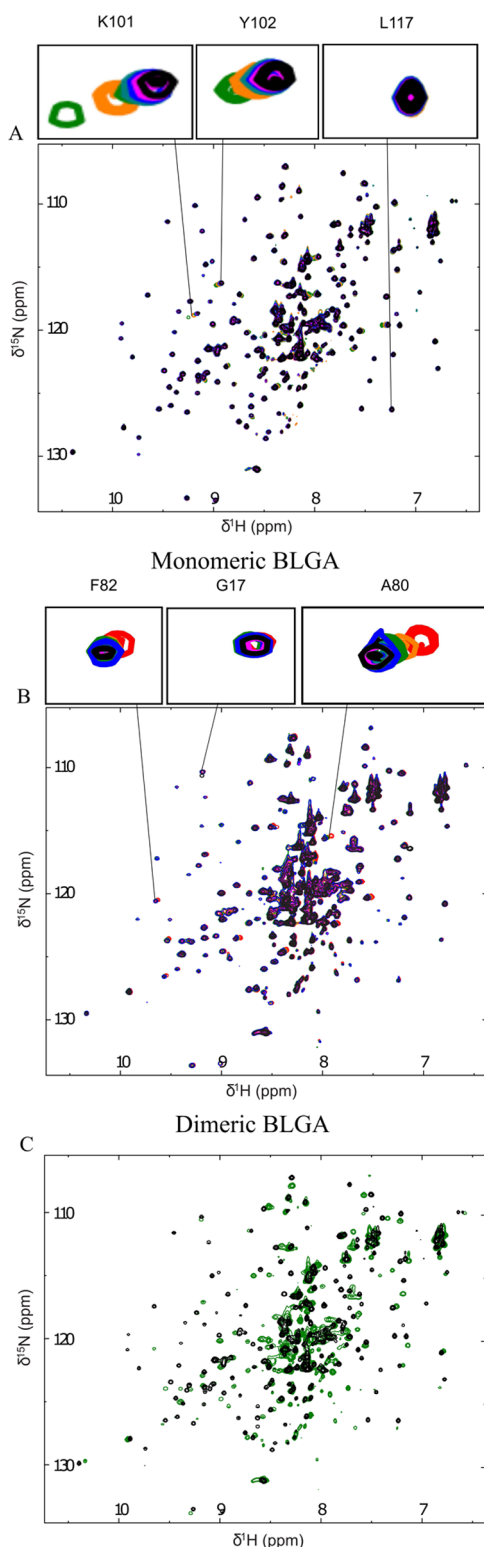 K101 Y102 L117
A
110
120
130
10 9 8 7
δ¹⁵N (ppm)
δ¹H (ppm)
Monomeric BLGA
F82 G17 A80
B
110
120
130
10 9 8 7
δ¹⁵N (ppm)
δ¹H (ppm)
Dimeric BLGA
C
110
120
130
10 9 8 7
δ¹⁵N (ppm)
δ¹H (ppm)